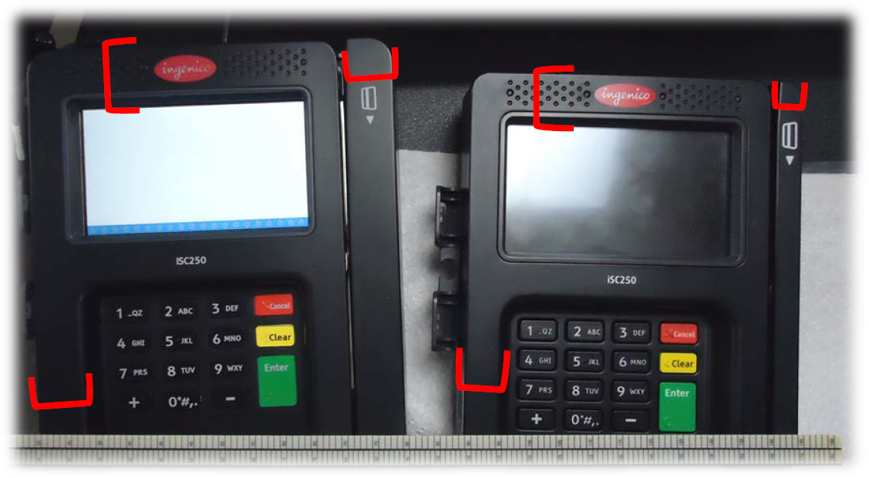 ingenico
iSC250
1 -QZ 2 ABC 3 DEF Cancel
4 GHI 5 JKL 6 MNO Clear
7 PRS 8 TUV 9 WXY Enter
+ 0*#,. -
ingenico
iSC250
1 -QZ 2 ABC 3 DEF Cancel
4 GHI 5 JKL 6 MNO Clear
7 PRS 8 TUV 9 WXY Enter
+ 0*#,. -